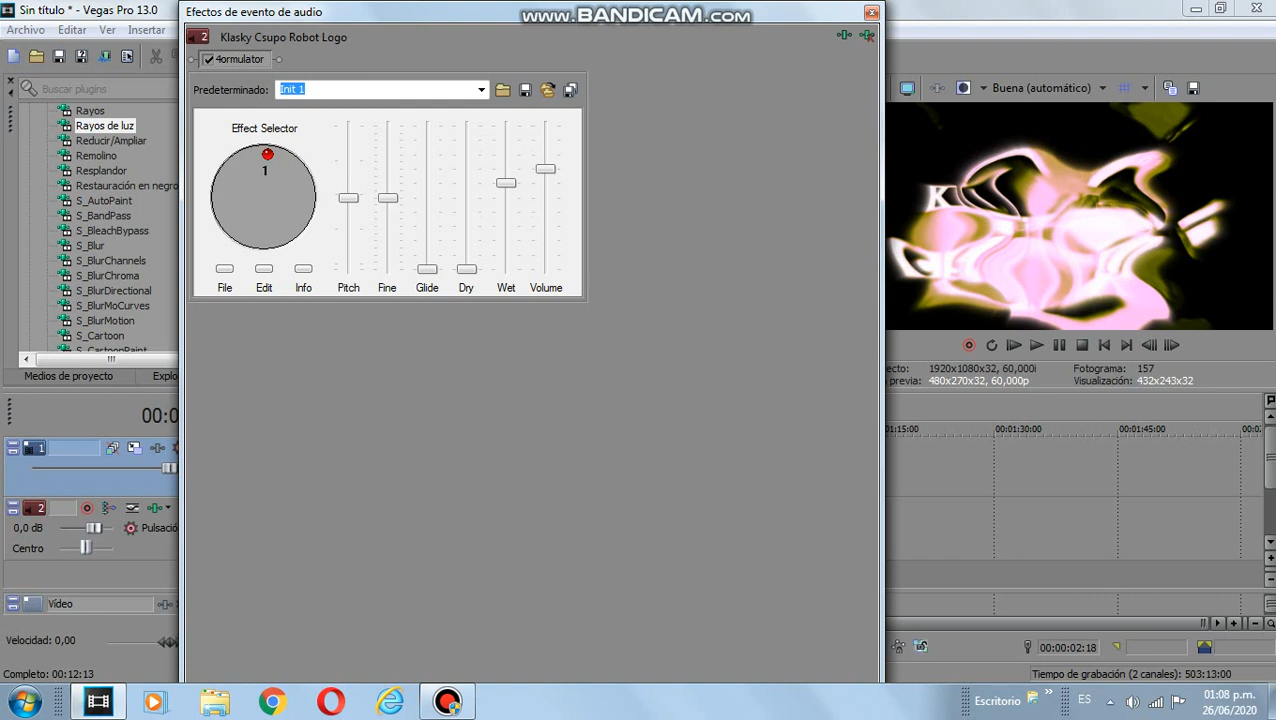 Sin título * - Vegas Pro 13.0
Efectos de evento de audio
www.BANDICAM.com
Archivo Editar Ver Insertar
2 Klasky Csupo Robot Logo
4ormulator
Buscar plugins
Predeterminado: Init 1
Buena (automático)
Rayos
Rayos de luz
Reducir/Ampliar
Remolino
Resplandor
Restauración en negro
S_AutoPaint
S_BandPass
S_BleachBypass
S_Blur
S_BlurChannels
S_BlurChroma
S_BlurDirectional
S_BlurMoCurves
S_BlurMotion
S_Cartoon
S_CartoonPaint
Effect Selector
1
File Edit Info Pitch Fine Glide Dry Wet Volume
K
Medios de proyecto Explo
ecto: 1920x1080x32, 60,000i Fotograma: 157
previa: 480x270x32, 60,000p Visualización: 432x243x32
00:0
:15:00 00:01:30:00 00:01:45:00 00:0
1
2
0,0 dB Pulsació
Centro
Vídeo
Velocidad: 0,00
00:00:02:18
Completo: 00:12:13
Tiempo de grabación (2 canales): 503:13:00
Escritorio ES 01:08 p.m.
26/06/2020